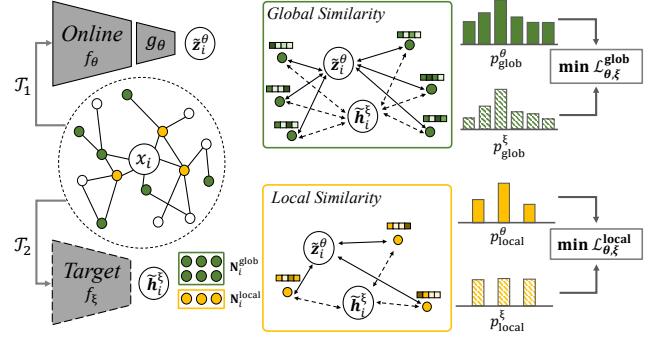 Online
f_θ
g_θ
z̃_i^θ
𝒯_1
x_i
𝒯_2
Target
f_ξ
h̃_i^ξ
N_i^glob
N_i^local
Global Similarity
z̃_i^θ
h̃_i^ξ
p_glob^θ
p_glob^ξ
min ℒ_θ,ξ^glob
Local Similarity
z̃_i^θ
h̃_i^ξ
p_local^θ
p_local^ξ
min ℒ_θ,ξ^local